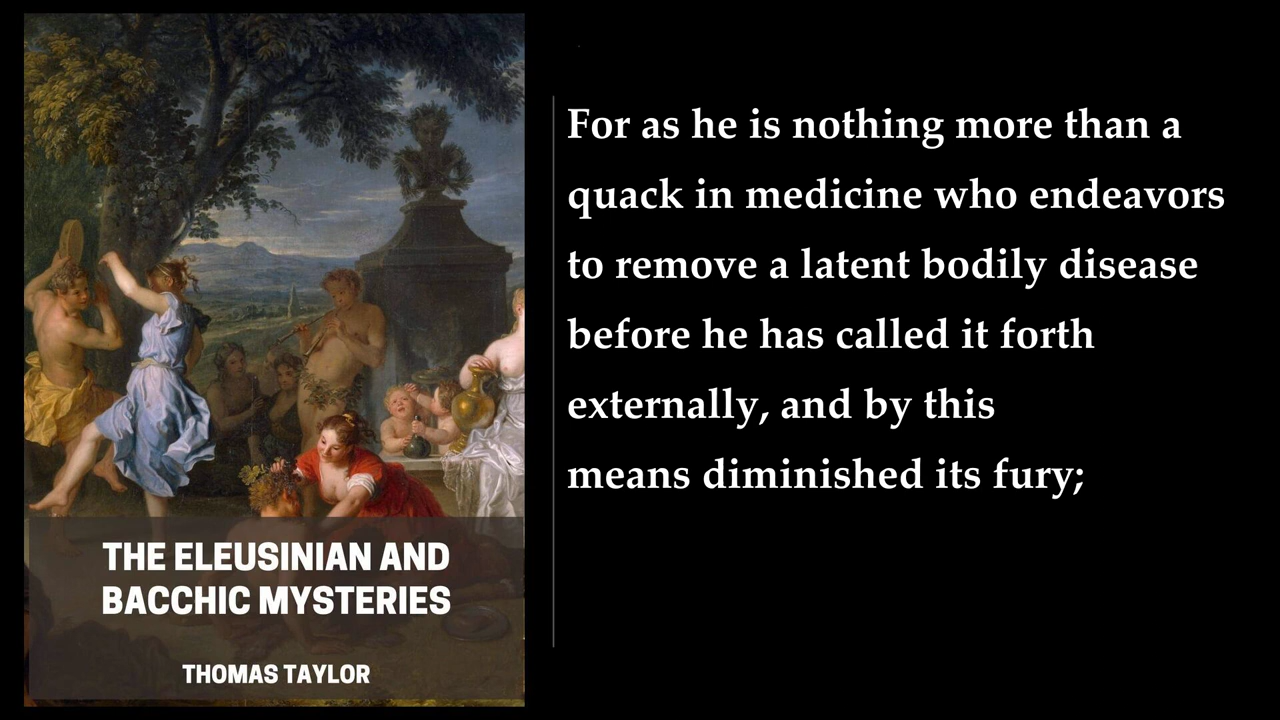 For as he is nothing more than a
quack in medicine who endeavors
to remove a latent bodily disease
before he has called it forth
externally, and by this
means diminished its fury;
THE ELEUSINIAN AND
BACCHIC MYSTERIES
THOMAS TAYLOR